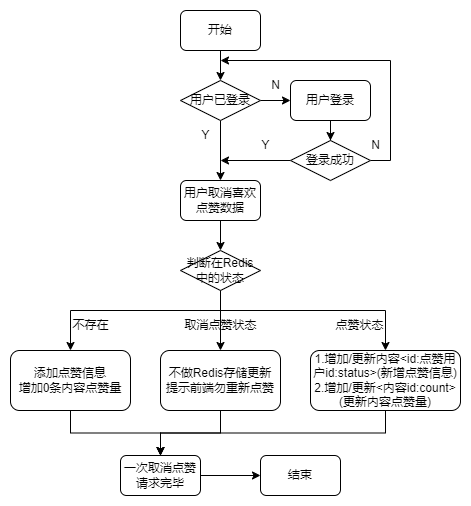 开始
用户已登录
N
用户登录
Y
Y
登录成功
N
用户取消喜欢
点赞数据
判断在Redis
中的状态
不存在
取消点赞状态
点赞状态
添加点赞信息
增加0条内容点赞量
不做Redis存储更新
提示前端勿重新点赞
1.增加/更新内容<id:点赞用
户id:status>(新增点赞信息)
2.增加/更新<内容id:count>
(更新内容点赞量)
一次取消点赞
请求完毕
结束